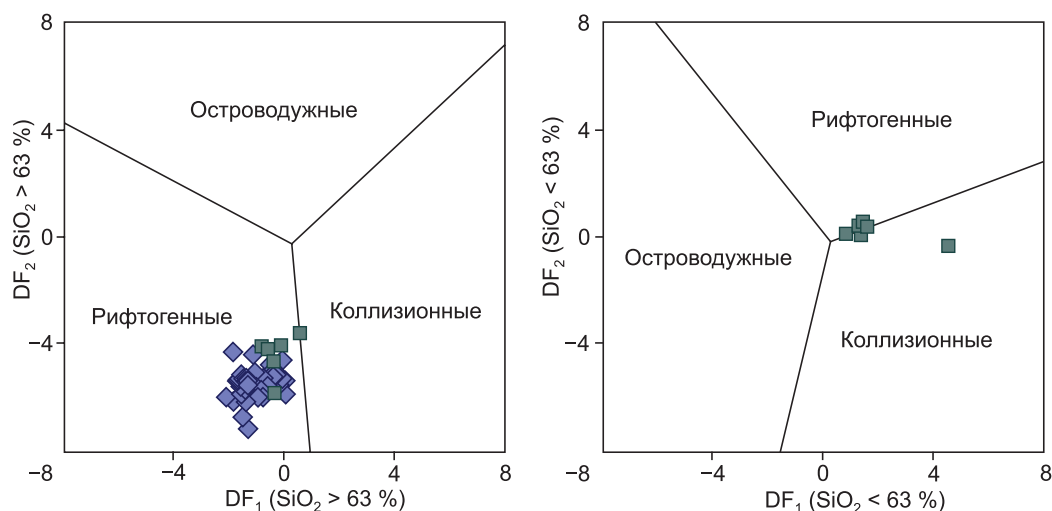 8
4
0
−4
−8
−4
0
4
8
DF₂ (SiO₂ > 63 %)
DF₁ (SiO₂ > 63 %)
Островодужные
Рифтогенные
Коллизионные
8
4
0
−4
−8
−4
0
4
8
DF₂ (SiO₂ < 63 %)
DF₁ (SiO₂ < 63 %)
Рифтогенные
Островодужные
Коллизионные